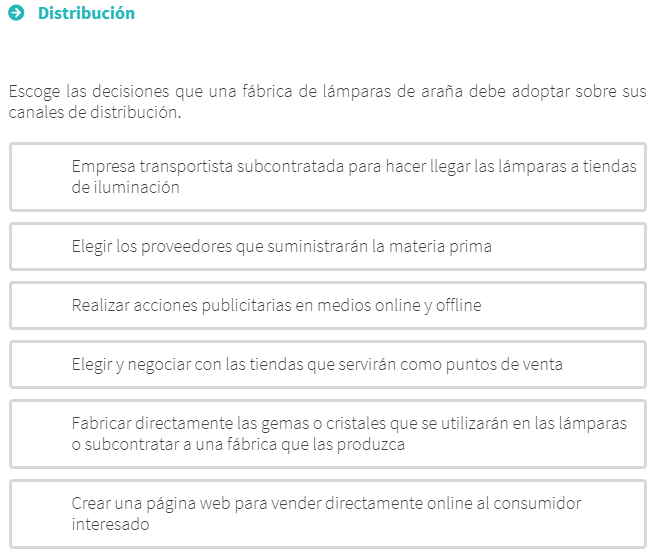 Distribución
Escoge las decisiones que una fábrica de lámparas de araña debe adoptar sobre sus
canales de distribución.
Empresa transportista subcontratada para hacer llegar las lámparas a tiendas
de iluminación
Elegir los proveedores que suministrarán la materia prima
Realizar acciones publicitarias en medios online y offline
Elegir y negociar con las tiendas que servirán como puntos de venta
Fabricar directamente las gemas o cristales que se utilizarán en las lámparas
o subcontratar a una fábrica que las produzca
Crear una página web para vender directamente online al consumidor
interesado